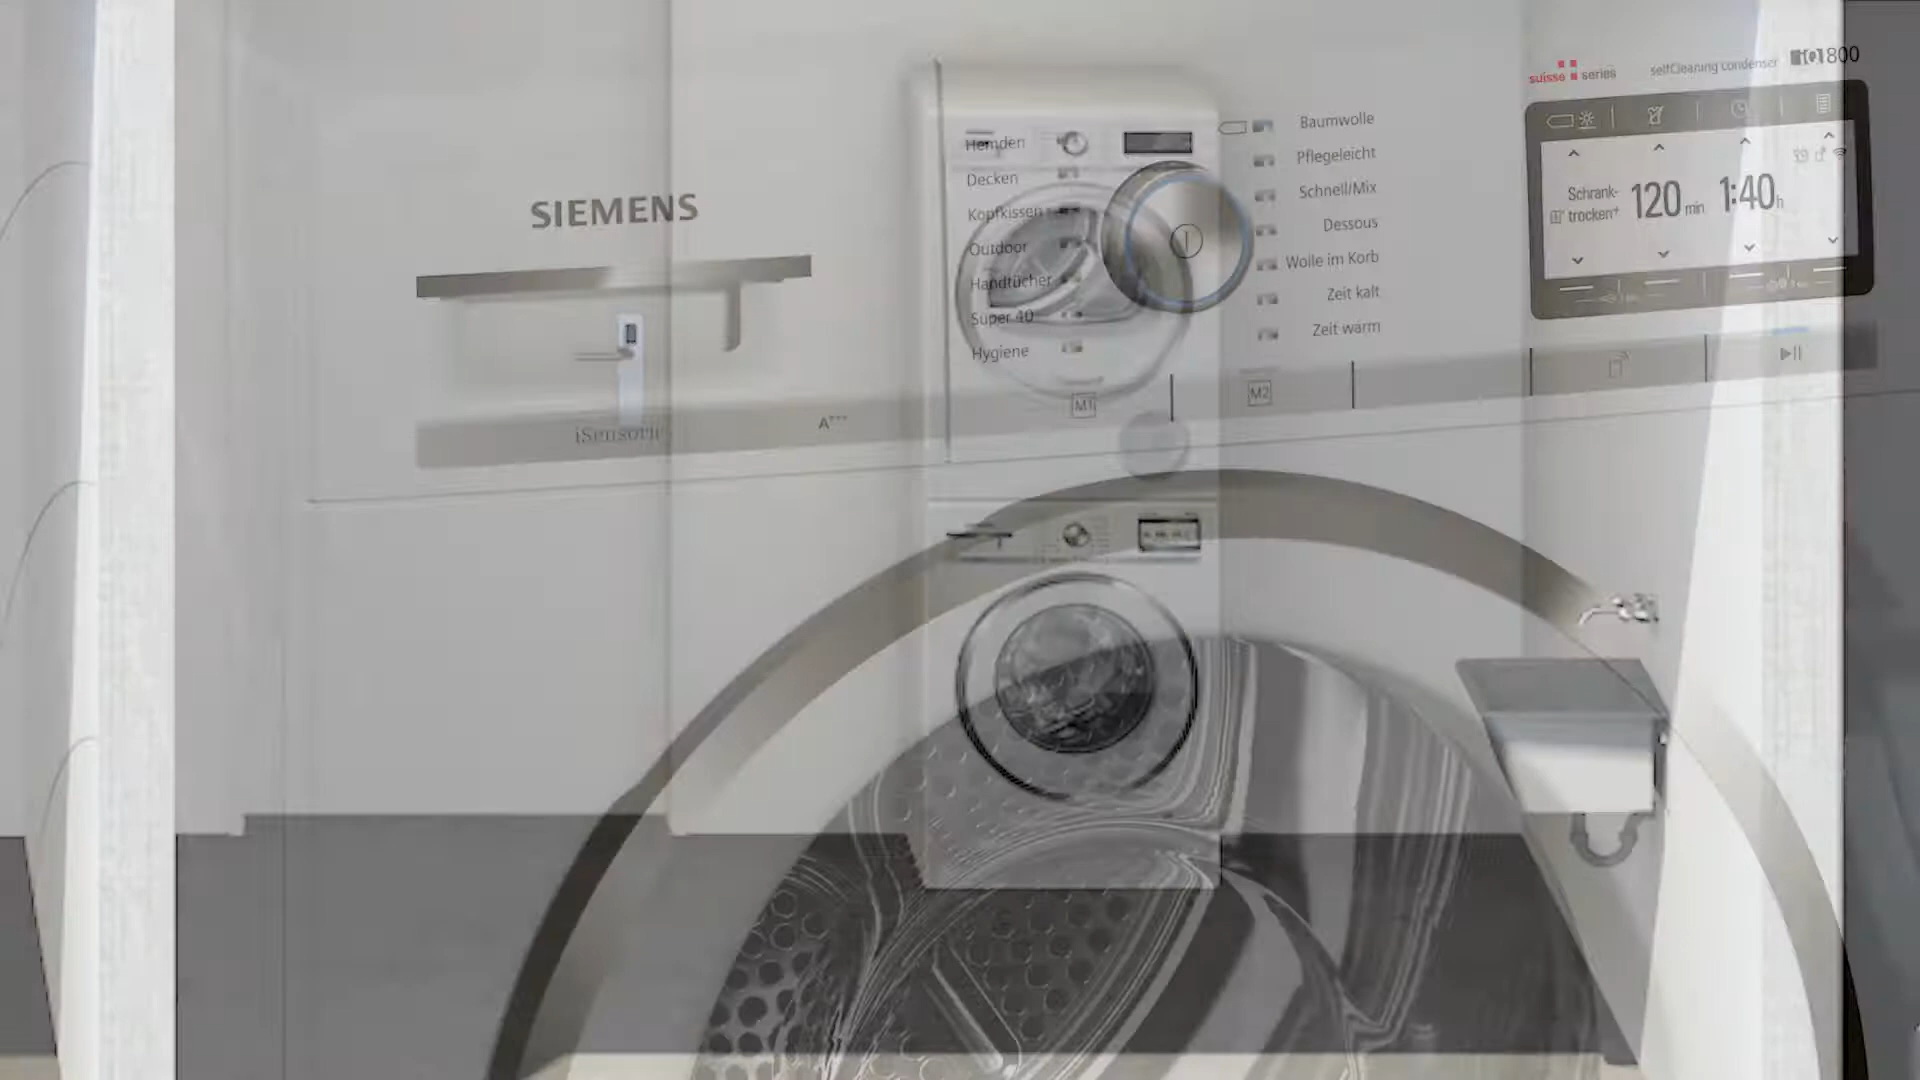 suisse series
selfCleaning condenser
iQ800
SIEMENS
Hemden
Decken
Kopfkissen
Outdoor
Handtücher
Super 40
Hygiene
Baumwolle
Pflegeleicht
Schnell/Mix
Dessous
Wolle im Korb
Zeit kalt
Zeit warm
Schrank-
trocken+
120 min
1:40 h
M1
M2
A+++
iSensoric